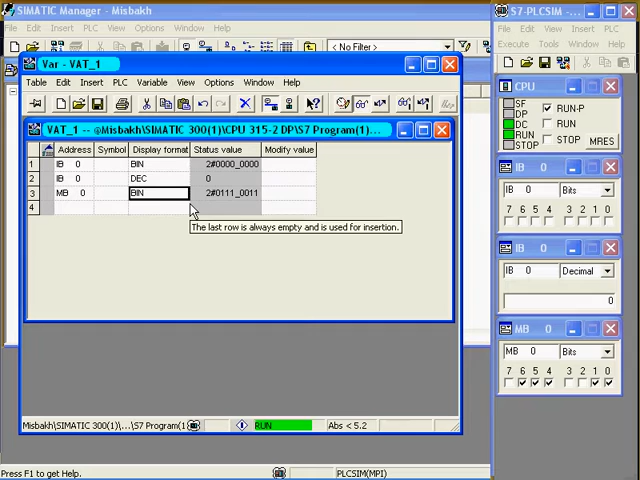 SIMATIC Manager - Misbakh
File Edit Insert PLC View Options Window Help
< No Filter >
Var - VAT_1
Table Edit Insert PLC Variable View Options Window Help
VAT_1 -- @Misbakh\SIMATIC 300(1)\CPU 315-2 DP\S7 Program(1)...
Address Symbol Display format Status value Modify value
1 IB 0 BIN 2#0000_0000
2 IB 0 DEC 0
3 MB 0 BIN 2#0111_0011
4
The last row is always empty and is used for insertion.
Misbakh\SIMATIC 300(1)\...\S7 Program(1 RUN Abs < 5.2
Press F1 to get Help. PLCSIM(MPI)
S7-PLCSIM -...
File Edit View Insert PLC
Execute Tools Window Help
CPU
SF
DP
DC
RUN
STOP
RUN-P
RUN
STOP
MRES
IB 0
IB 0 Bits
7 6 5 4 3 2 1 0
IB 0
IB 0 Decimal
0
MB 0
MB 0 Bits
7 6 5 4 3 2 1 0